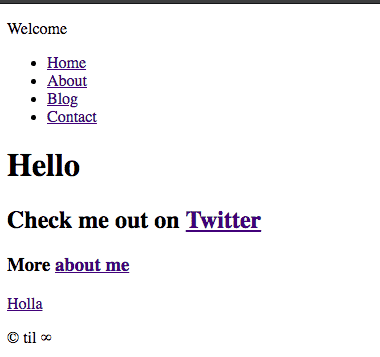 Welcome
Home
About
Blog
Contact
Hello
Check me out on Twitter
More about me
Holla
© til ∞